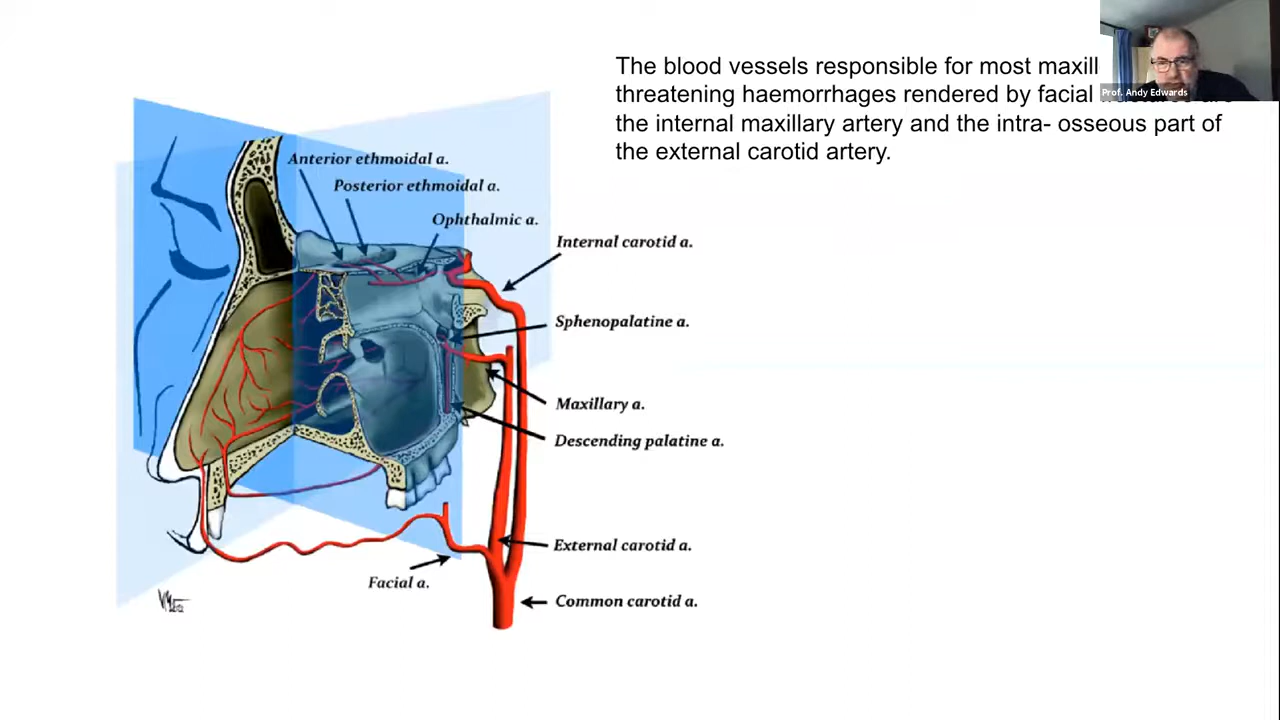 The blood vessels responsible for most maxill
threatening haemorrhages rendered by facial
the internal maxillary artery and the intra- osseous part of
the external carotid artery.
Prof. Andy Edwards
Anterior ethmoidal a.
Posterior ethmoidal a.
Ophthalmic a.
Internal carotid a.
Sphenopalatine a.
Maxillary a.
Descending palatine a.
External carotid a.
Facial a.
Common carotid a.